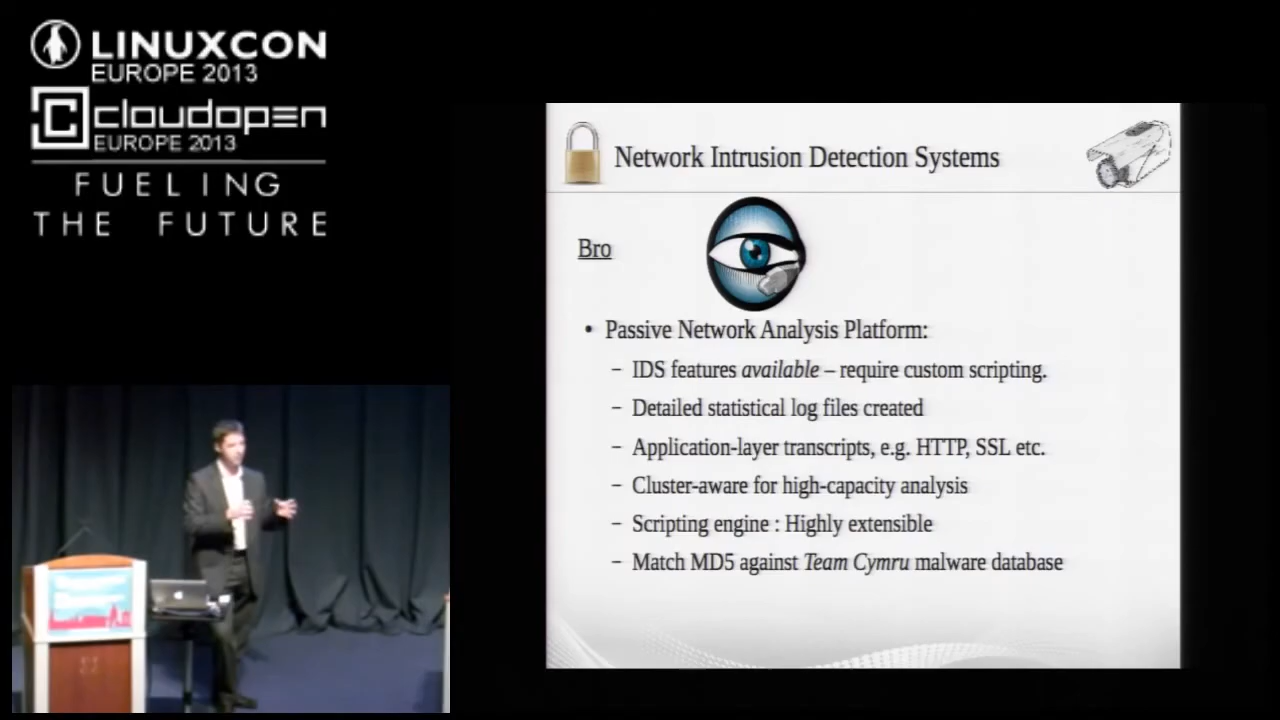 LINUXCON
EUROPE 2013
cloudopen
EUROPE 2013
FUELING
THE FUTURE
Network Intrusion Detection Systems
Bro
• Passive Network Analysis Platform:
– IDS features available – require custom scripting.
– Detailed statistical log files created
– Application-layer transcripts, e.g. HTTP, SSL etc.
– Cluster-aware for high-capacity analysis
– Scripting engine : Highly extensible
– Match MD5 against Team Cymru malware database